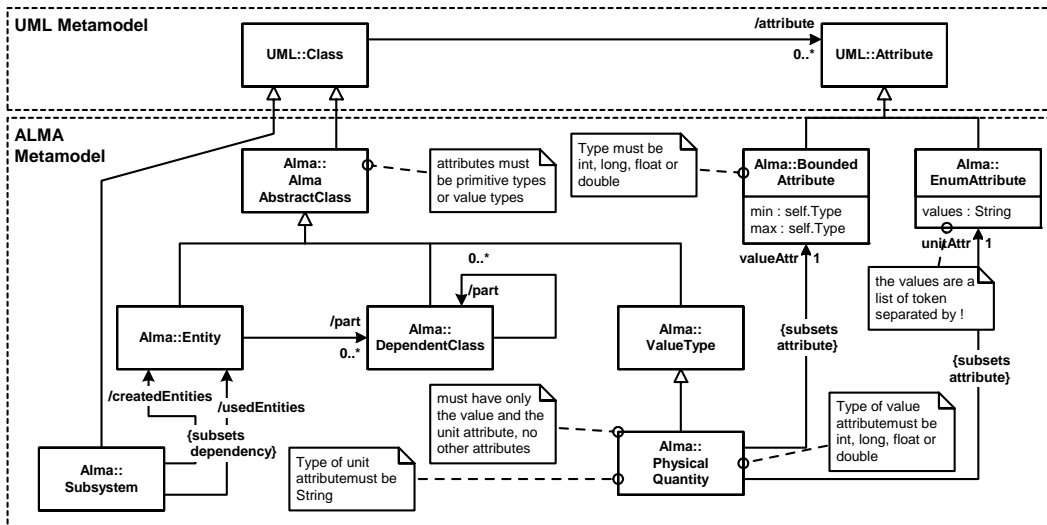 UML Metamodel
/attribute
UML::Class
0..*
UML::Attribute
ALMA
Metamodel
Alma::
Alma
AbstractClass
attributes must
be primitive types
or value types
Type must be
int, long, float or
double
Alma::Bounded
Attribute
min : self.Type
max : self.Type
Alma::
EnumAttribute
values : String
valueAttr
1
unitAttr
1
the values are a
list of token
separated by !
0..*
/part
Alma::Entity
/part
0..*
Alma::
DependentClass
Alma::
ValueType
{subsets
attribute}
{subsets
attribute}
/createdEntities
/usedEntities
{subsets
dependency}
must have only
the value and the
unit attribute, no
other attributes
Type of value
attributemust be
int, long, float or
double
Alma::
Subsystem
Type of unit
attributemust be
String
Alma::
Physical
Quantity